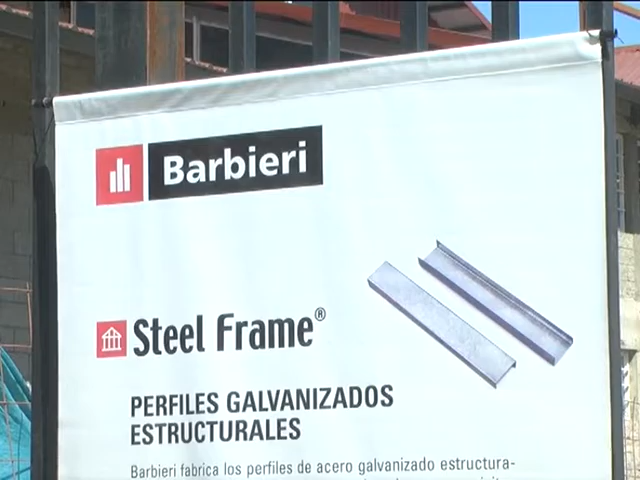 Barbieri
Steel Frame®
PERFILES GALVANIZADOS
ESTRUCTURALES
Barbieri fabrica los perfiles de acero galvanizado estructura-